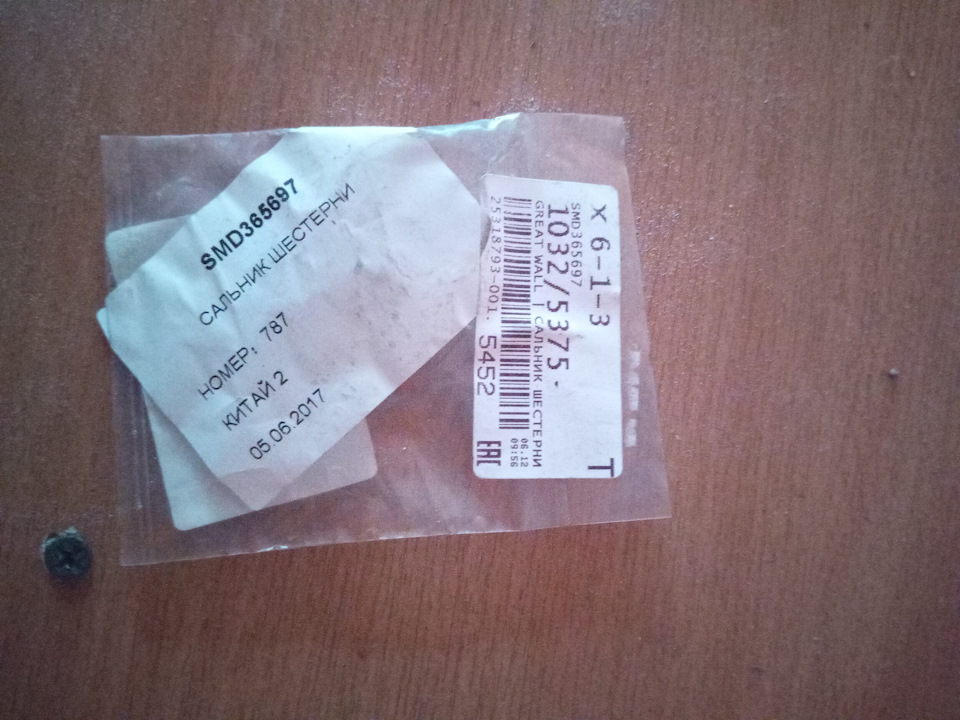 SMD365697
САЛЬНИК ШЕСТЕРНИ
НОМЕР: 787
КИТАЙ 2
05.06.2017
X 6-1-3
T
SMD365697
1032/5375.
GREAT WALL | САЛЬНИК ШЕСТЕРНИ
06.12
09:56
25318793-001. 5452
EAC